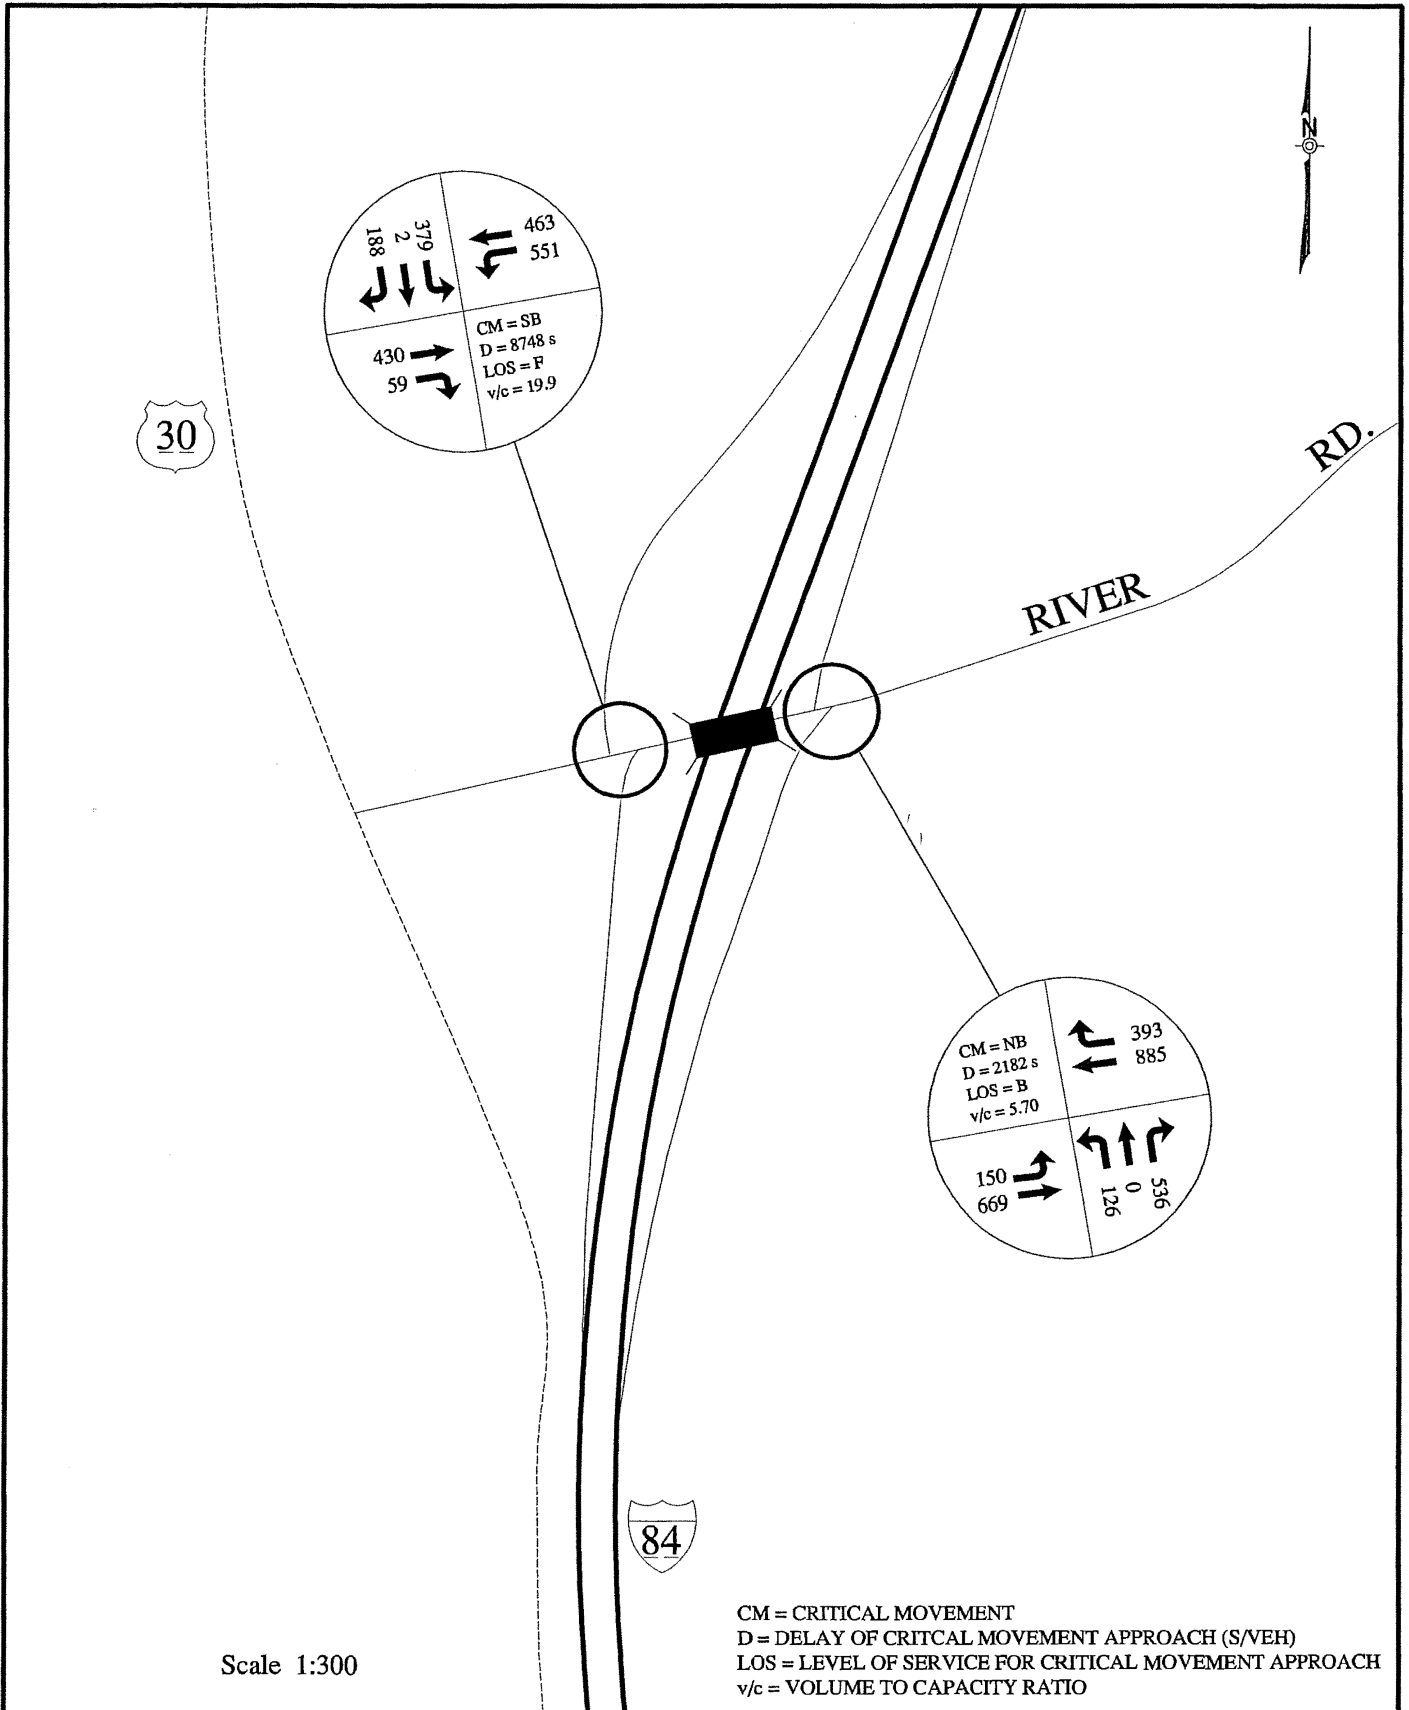 N
463
551
379
2
188
430
59
CM = SB
D = 8748 s
LOS = F
v/c = 19.9
30
RIVER RD.
CM = NB
D = 2182 s
LOS = B
v/c = 5.70
393
885
150
669
126
0
536
84
CM = CRITICAL MOVEMENT
D = DELAY OF CRITCAL MOVEMENT APPROACH (S/VEH)
LOS = LEVEL OF SERVICE FOR CRITICAL MOVEMENT APPROACH
v/c = VOLUME TO CAPACITY RATIO
Scale 1:300